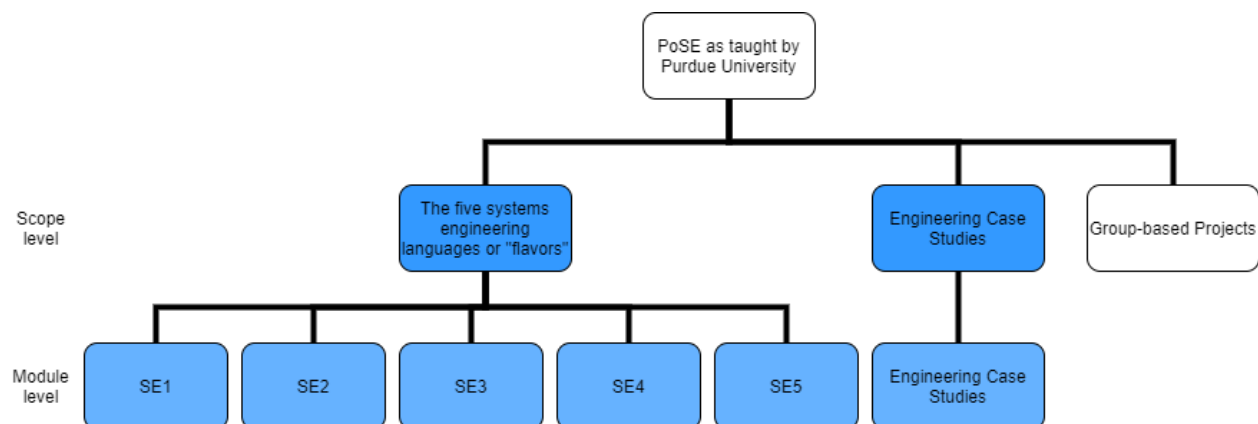 PoSE as taught by
Purdue University
Scope
level
The five systems
engineering
languages or "flavors"
Engineering Case
Studies
Group-based Projects
Module
level
SE1
SE2
SE3
SE4
SE5
Engineering Case
Studies